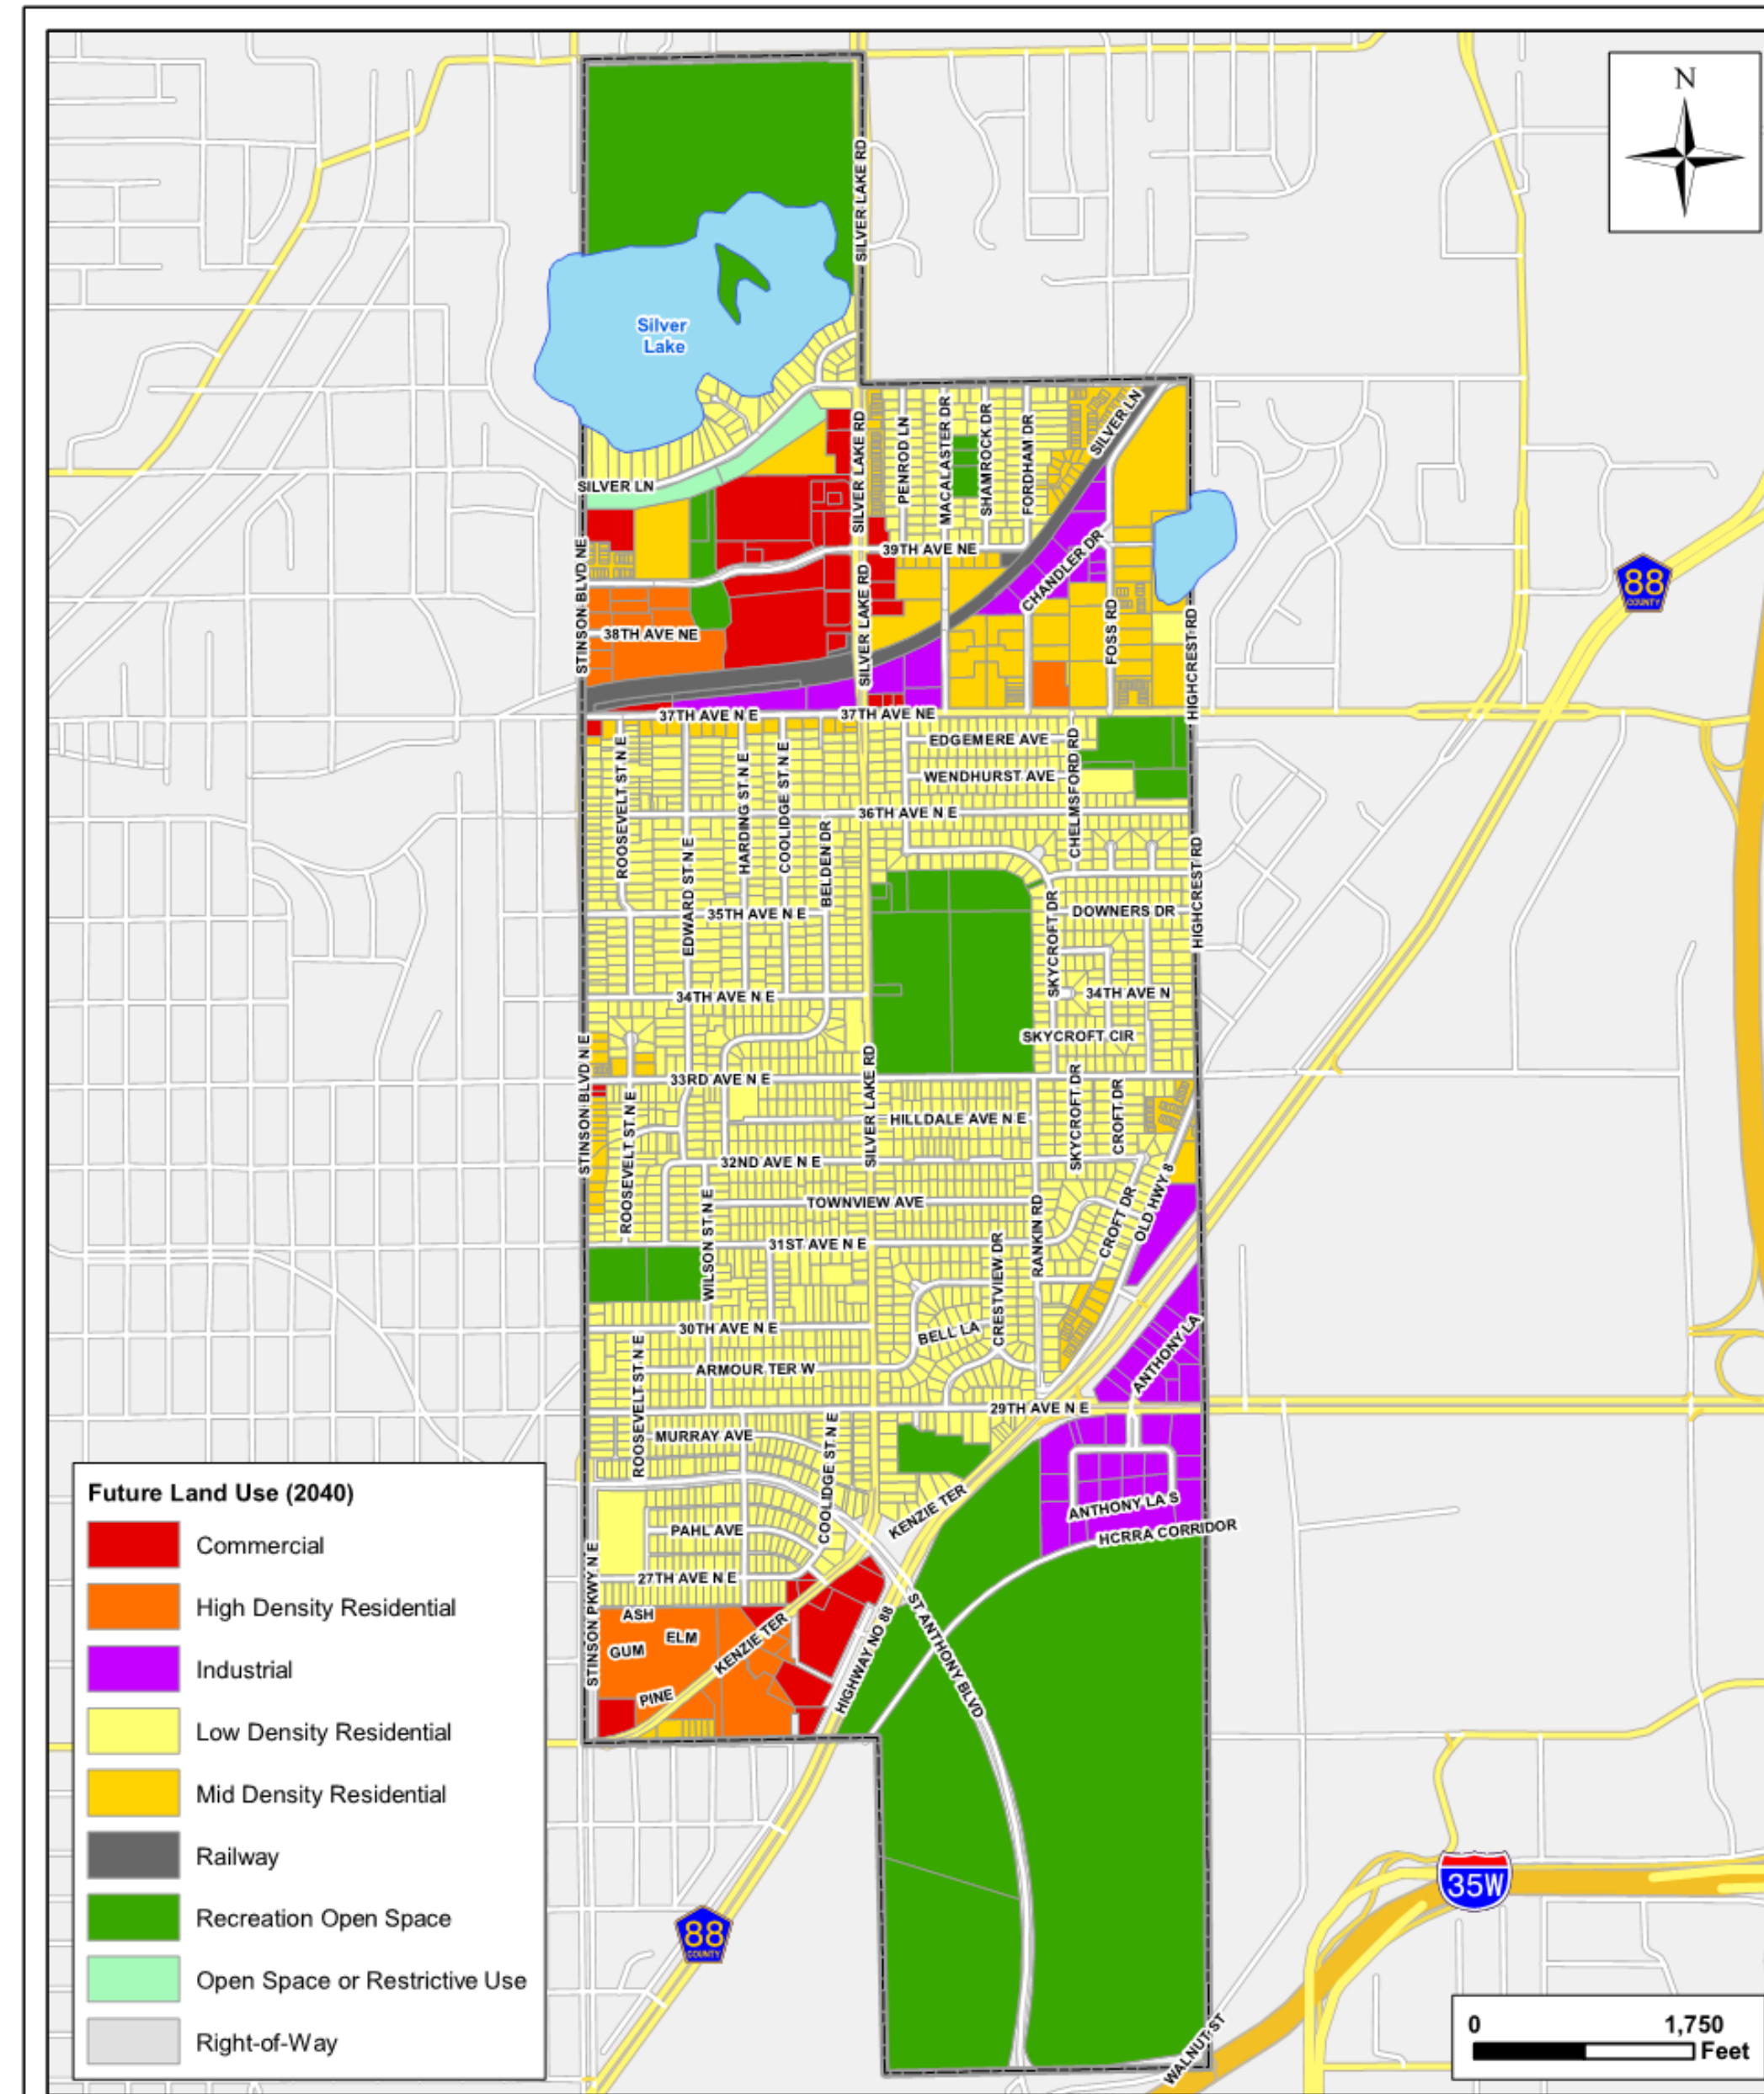 N
SILVER LAKE RD
Silver
Lake
SILVER LN
SILVER LAKE RD
PENROD LN
MACALASTER DR
SHAMROCK DR
FORDHAM DR
SILVER LN
STINSON BLVD NE
39TH AVE NE
CHANDLER DR
88
COUNTY
38TH AVE NE
SILVER LAKE RD
FOSS RD
HIGHCREST RD
37TH AVE N E
37TH AVE NE
ROOSEVELT ST N E
HARDING ST N E
COOLIDGE ST N E
EDGEMERE AVE
WENDHURST AVE
CHELMSFORD RD
36TH AVE N E
EDWARD ST N E
BELDEN DR
HIGHCREST RD
35TH AVE N E
SKYCROFT DR
DOWNERS DR
34TH AVE N E
34TH AVE N
SKYCROFT CIR
STINSON BLVD N E
33RD AVE N E
SILVER LAKE RD
SKYCROFT DR
CROFT DR
ROOSEVELT ST N E
HILLDALE AVE N E
32ND AVE N E
TOWNVIEW AVE
WILSON ST N E
31ST AVE N E
CRESTVIEW DR
RANKIN RD
CROFT DR
OLD HWY 8
30TH AVE N E
BELL LA
ANTHONY LA
ROOSEVELT ST N E
ARMOUR TER W
29TH AVE N E
MURRAY AVE
COOLIDGE ST N E
KENZIE TER
ANTHONY LA S
HCRRA CORRIDOR
PAHL AVE
STINSON PKWY N E
27TH AVE N E
ASH
ELM
GUM
KENZIE TER
PINE
HIGHWAY NO 88
ST ANTHONY BLVD
88
COUNTY
35W
WALNUT ST
Future Land Use (2040)
Commercial
High Density Residential
Industrial
Low Density Residential
Mid Density Residential
Railway
Recreation Open Space
Open Space or Restrictive Use
Right-of-Way
0 1,750
Feet